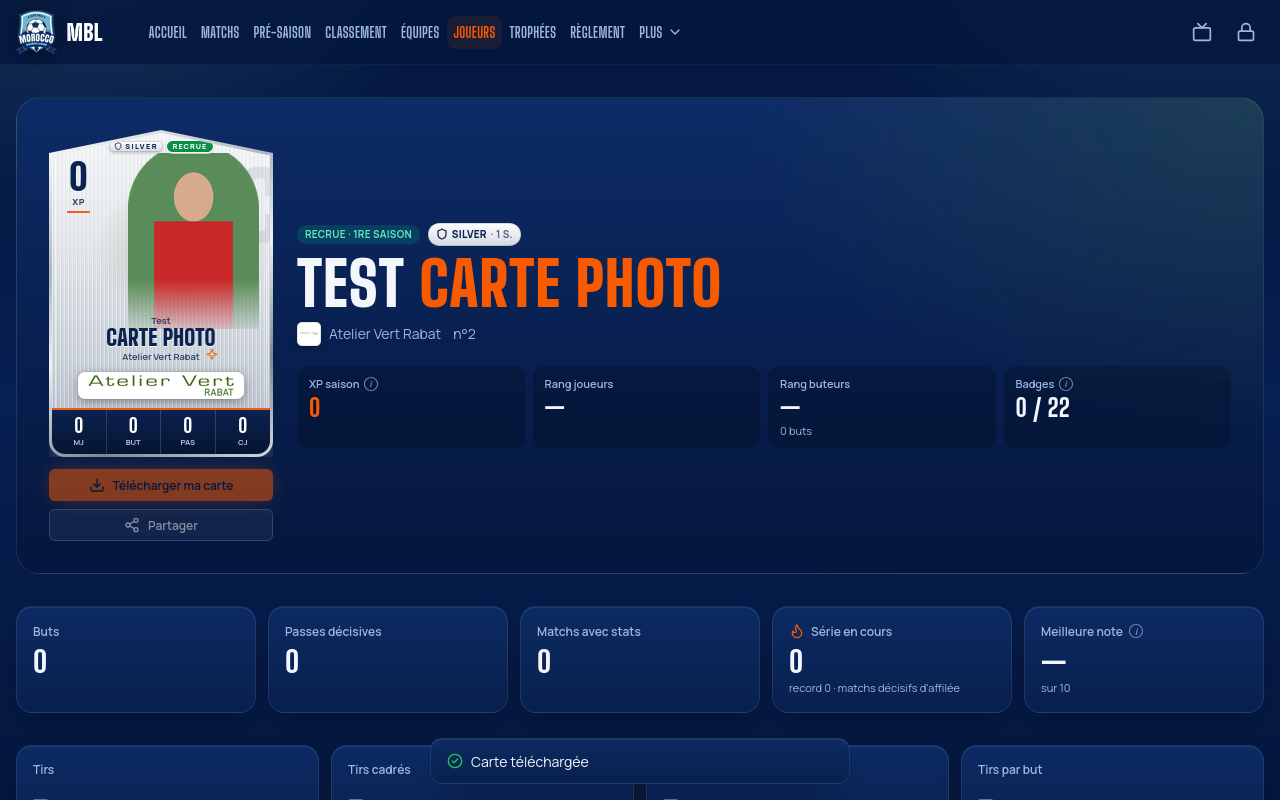 MOROCCO
MBL
ACCUEIL
MATCHS
PRÉ-SAISON
CLASSEMENT
ÉQUIPES
JOUEURS
TROPHÉES
RÈGLEMENT
PLUS
SILVER
RECRUE
0
XP
Test
CARTE PHOTO
Atelier Vert Rabat
Atelier Vert
RABAT
0 0 0 0
MJ BUT PAS CJ
Télécharger ma carte
Partager
RECRUE · 1RE SAISON
SILVER · 1 S.
TEST CARTE PHOTO
Atelier Vert Rabat n°2
XP saison
0
Rang joueurs
—
Rang buteurs
—
0 buts
Badges
0 / 22
Buts
0
Passes décisives
0
Matchs avec stats
0
Série en cours
0
record 0 · matchs décisifs d'affilée
Meilleure note
—
sur 10
Tirs
Tirs cadrés
Tirs par but
Carte téléchargée